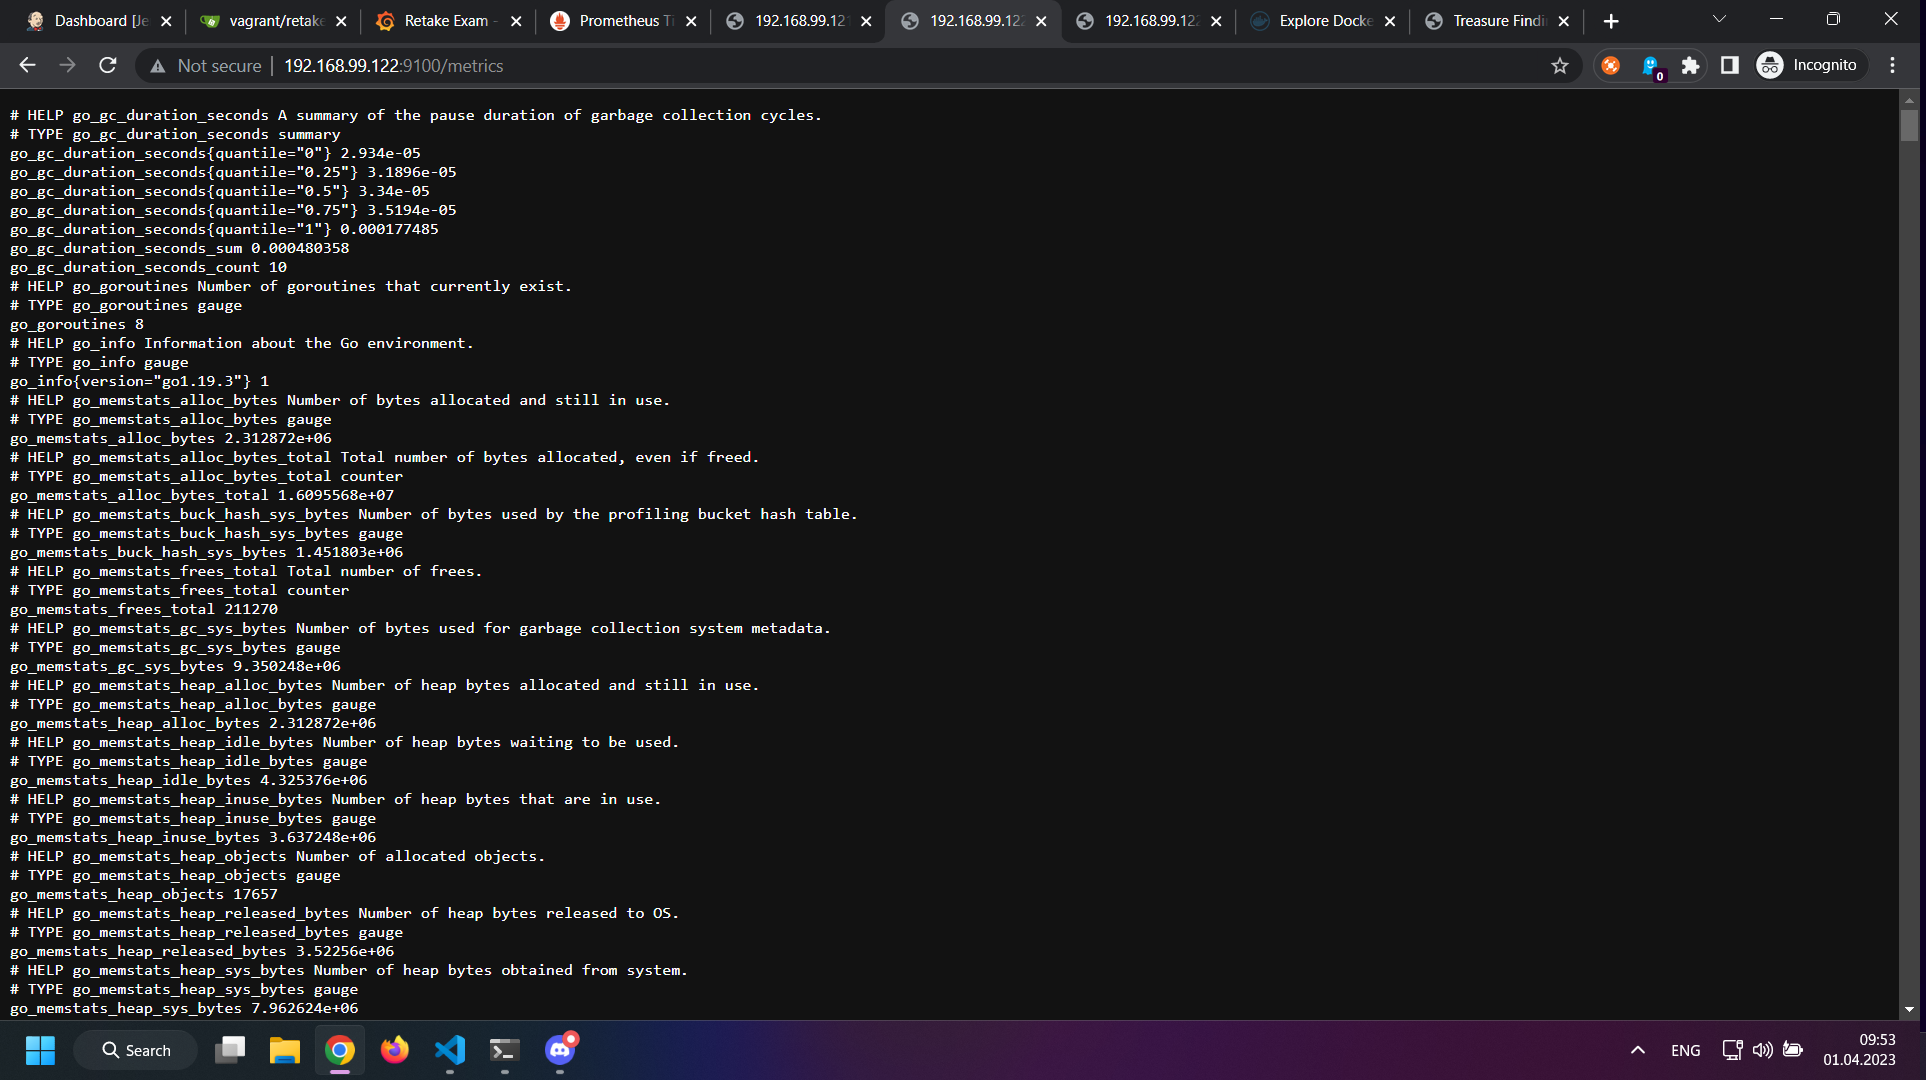 Dashboard [Je
vagrant/retake
Retake Exam -
Prometheus Ti
192.168.99.121
192.168.99.122
192.168.99.122
Explore Docke
Treasure Findi
Not secure
192.168.99.122:9100/metrics
0
Incognito
# HELP go_gc_duration_seconds A summary of the pause duration of garbage collection cycles.
# TYPE go_gc_duration_seconds summary
go_gc_duration_seconds{quantile="0"} 2.934e-05
go_gc_duration_seconds{quantile="0.25"} 3.1896e-05
go_gc_duration_seconds{quantile="0.5"} 3.34e-05
go_gc_duration_seconds{quantile="0.75"} 3.5194e-05
go_gc_duration_seconds{quantile="1"} 0.000177485
go_gc_duration_seconds_sum 0.000480358
go_gc_duration_seconds_count 10
# HELP go_goroutines Number of goroutines that currently exist.
# TYPE go_goroutines gauge
go_goroutines 8
# HELP go_info Information about the Go environment.
# TYPE go_info gauge
go_info{version="go1.19.3"} 1
# HELP go_memstats_alloc_bytes Number of bytes allocated and still in use.
# TYPE go_memstats_alloc_bytes gauge
go_memstats_alloc_bytes 2.312872e+06
# HELP go_memstats_alloc_bytes_total Total number of bytes allocated, even if freed.
# TYPE go_memstats_alloc_bytes_total counter
go_memstats_alloc_bytes_total 1.6095568e+07
# HELP go_memstats_buck_hash_sys_bytes Number of bytes used by the profiling bucket hash table.
# TYPE go_memstats_buck_hash_sys_bytes gauge
go_memstats_buck_hash_sys_bytes 1.451803e+06
# HELP go_memstats_frees_total Total number of frees.
# TYPE go_memstats_frees_total counter
go_memstats_frees_total 211270
# HELP go_memstats_gc_sys_bytes Number of bytes used for garbage collection system metadata.
# TYPE go_memstats_gc_sys_bytes gauge
go_memstats_gc_sys_bytes 9.350248e+06
# HELP go_memstats_heap_alloc_bytes Number of heap bytes allocated and still in use.
# TYPE go_memstats_heap_alloc_bytes gauge
go_memstats_heap_alloc_bytes 2.312872e+06
# HELP go_memstats_heap_idle_bytes Number of heap bytes waiting to be used.
# TYPE go_memstats_heap_idle_bytes gauge
go_memstats_heap_idle_bytes 4.325376e+06
# HELP go_memstats_heap_inuse_bytes Number of heap bytes that are in use.
# TYPE go_memstats_heap_inuse_bytes gauge
go_memstats_heap_inuse_bytes 3.637248e+06
# HELP go_memstats_heap_objects Number of allocated objects.
# TYPE go_memstats_heap_objects gauge
go_memstats_heap_objects 17657
# HELP go_memstats_heap_released_bytes Number of heap bytes released to OS.
# TYPE go_memstats_heap_released_bytes gauge
go_memstats_heap_released_bytes 3.52256e+06
# HELP go_memstats_heap_sys_bytes Number of heap bytes obtained from system.
# TYPE go_memstats_heap_sys_bytes gauge
go_memstats_heap_sys_bytes 7.962624e+06
Search
ENG
09:53
01.04.2023